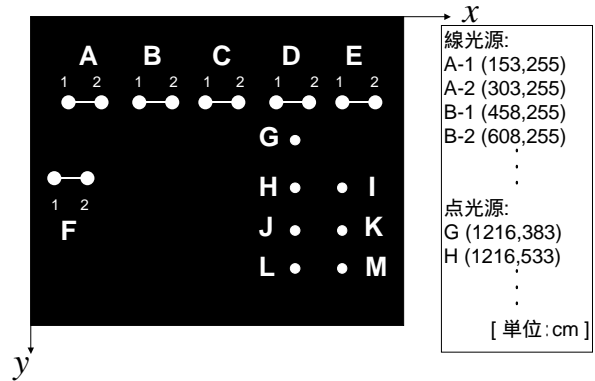 x
A B C D E
1 2 1 2 1 2 1 2 1 2
G
H I
1 2
F
J K
L M
y
線光源:
A-1 (153,255)
A-2 (303,255)
B-1 (458,255)
B-2 (608,255)
点光源:
G (1216,383)
H (1216,533)
[ 単位:cm ]